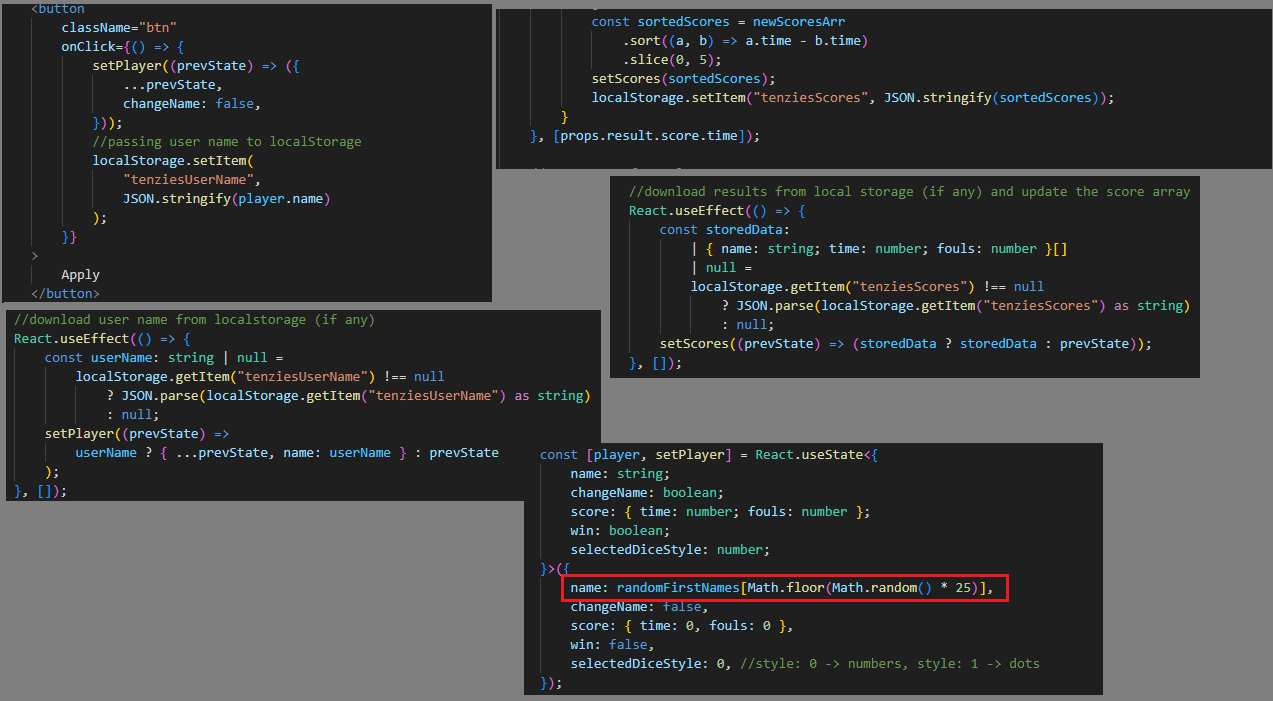 <button
className="btn"
onClick={() => {
setPlayer((prevState) => ({
...prevState,
changeName: false,
}));
//passing user name to localStorage
localStorage.setItem(
"tenziesUserName",
JSON.stringify(player.name)
);
}}
>
Apply
</button>
const sortedScores = newScoresArr
.sort((a, b) => a.time - b.time)
.slice(0, 5);
setScores(sortedScores);
localStorage.setItem("tenziesScores", JSON.stringify(sortedScores));
}
}, [props.result.score.time]);
//download results from local storage (if any) and update the score array
React.useEffect(() => {
const storedData:
| { name: string; time: number; fouls: number }[]
| null =
localStorage.getItem("tenziesScores") !== null
? JSON.parse(localStorage.getItem("tenziesScores") as string)
: null;
setScores((prevState) => (storedData ? storedData : prevState));
}, []);
//download user name from localstorage (if any)
React.useEffect(() => {
const userName: string | null =
localStorage.getItem("tenziesUserName") !== null
? JSON.parse(localStorage.getItem("tenziesUserName") as string)
: null;
setPlayer((prevState) =>
userName ? { ...prevState, name: userName } : prevState
);
}, []);
const [player, setPlayer] = React.useState<{
name: string;
changeName: boolean;
score: { time: number; fouls: number };
win: boolean;
selectedDiceStyle: number;
}>({
name: randomFirstNames[Math.floor(Math.random() * 25)],
changeName: false,
score: { time: 0, fouls: 0 },
win: false,
selectedDiceStyle: 0, //style: 0 -> numbers, style: 1 -> dots
});